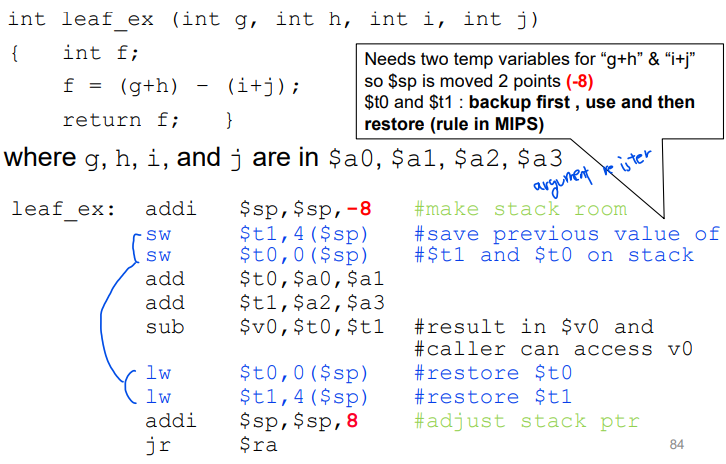 int leaf_ex (int g, int h, int i, int j)
{ int f;
f = (g+h) - (i+j);
return f; }
Needs two temp variables for “g+h” & “i+j”
so $sp is moved 2 points (-8)
$t0 and $t1 : backup first , use and then
restore (rule in MIPS)
where g, h, i, and j are in $a0, $a1, $a2, $a3
argument
leaf_ex: addi $sp,$sp,-8 #make stack room
sw $t1,4($sp) #save previous value of
sw $t0,0($sp) #$t1 and $t0 on stack
add $t0,$a0,$a1
add $t1,$a2,$a3
sub $v0,$t0,$t1 #result in $v0 and
#caller can access v0
lw $t0,0($sp) #restore $t0
lw $t1,4($sp) #restore $t1
addi $sp,$sp,8 #adjust stack ptr
jr $ra
84